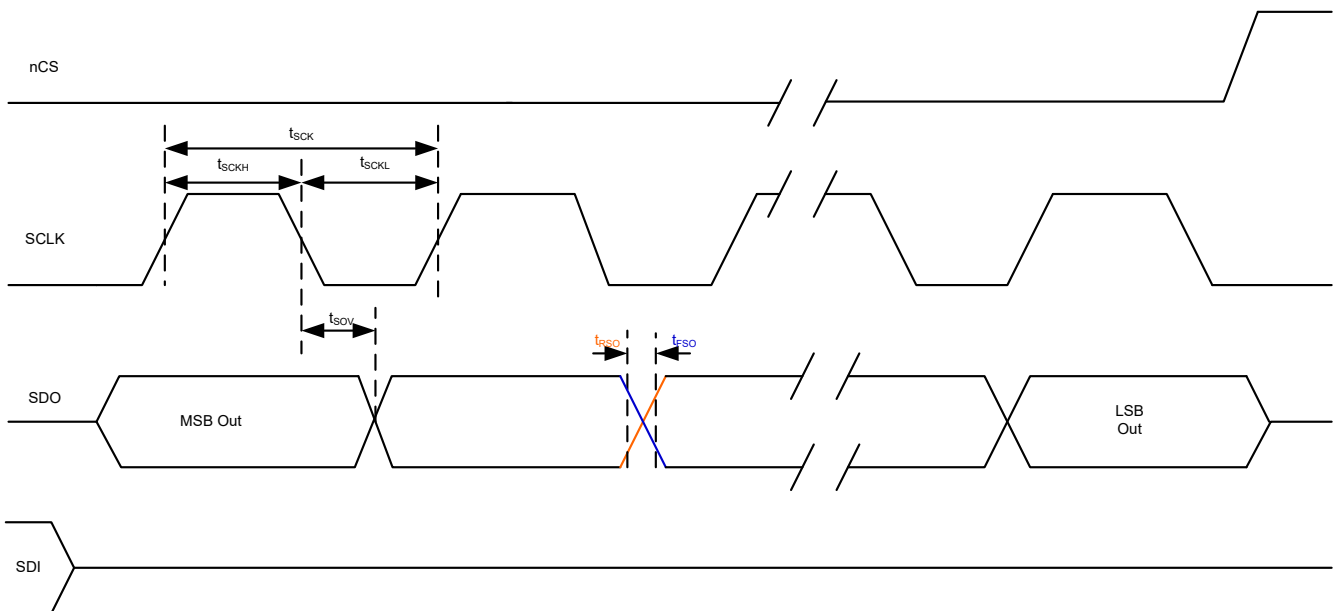 nCS
tSCK
tSCKH
tSCKL
SCLK
tSOV
tRSO
tFSO
SDO
MSB Out
LSB
Out
SDI